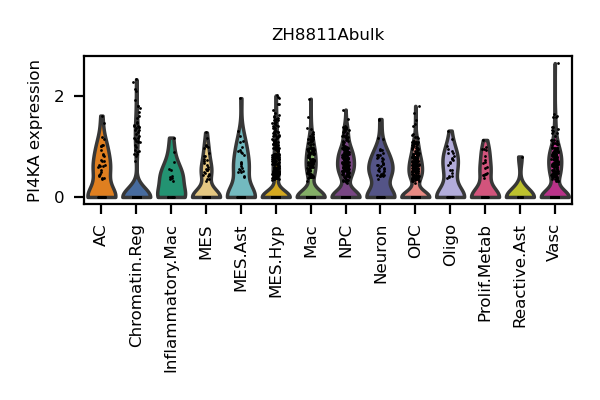 ZH8811Abulk
PI4KA expression
2
0
AC
Chromatin.Reg
Inflammatory.Mac
MES
MES.Ast
MES.Hyp
Mac
NPC
Neuron
OPC
Oligo
Prolif.Metab
Reactive.Ast
Vasc